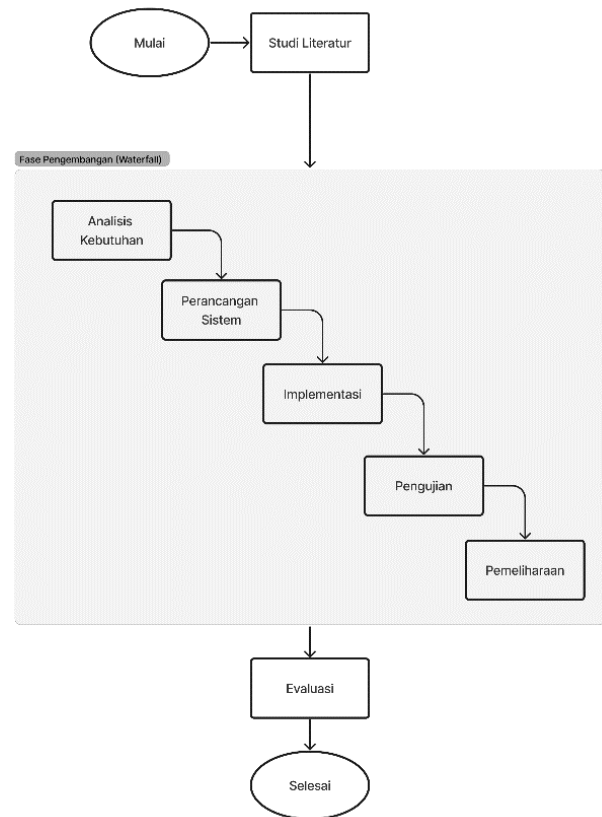 Mulai
Studi Literatur
Fase Pengembangan (Waterfall)
Analisis
Kebutuhan
Perancangan
Sistem
Implementasi
Pengujian
Pemeliharaan
Evaluasi
Selesai